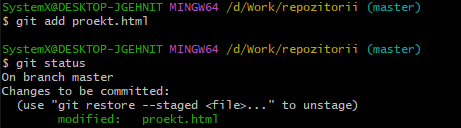 SystemX@DESKTOP-JGEHNIT MINGW64 /d/Work/repozitorii (master)
$ git add proekt.html
SystemX@DESKTOP-JGEHNIT MINGW64 /d/Work/repozitorii (master)
$ git status
On branch master
Changes to be committed:
  (use "git restore --staged <file>..." to unstage)
        modified:   proekt.html